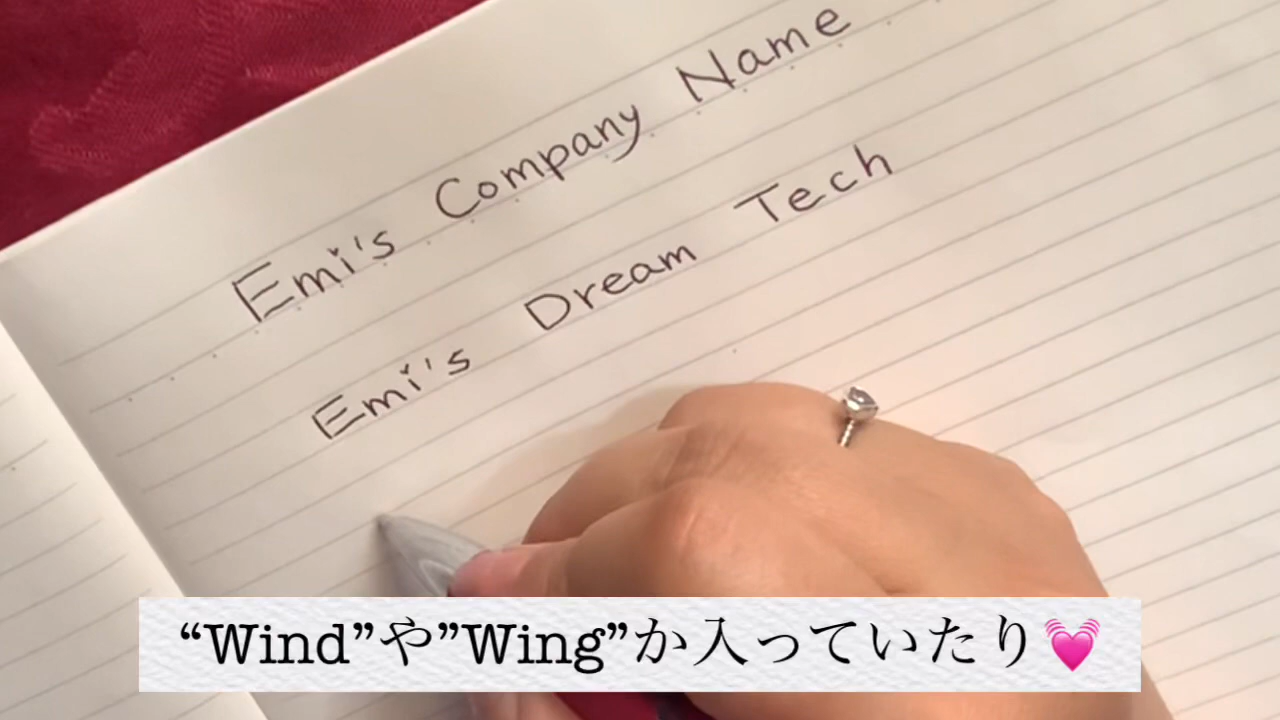 Emi's Company Name
Emi's Dream Tech
“Wind”や”Wing”か入っていたり💓